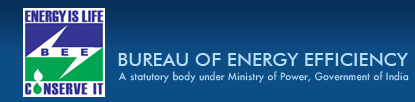 ENERGY IS LIFE
BEE
CONSERVE IT
BUREAU OF ENERGY EFFICIENCY
A statutory body under Ministry of Power, Government of India